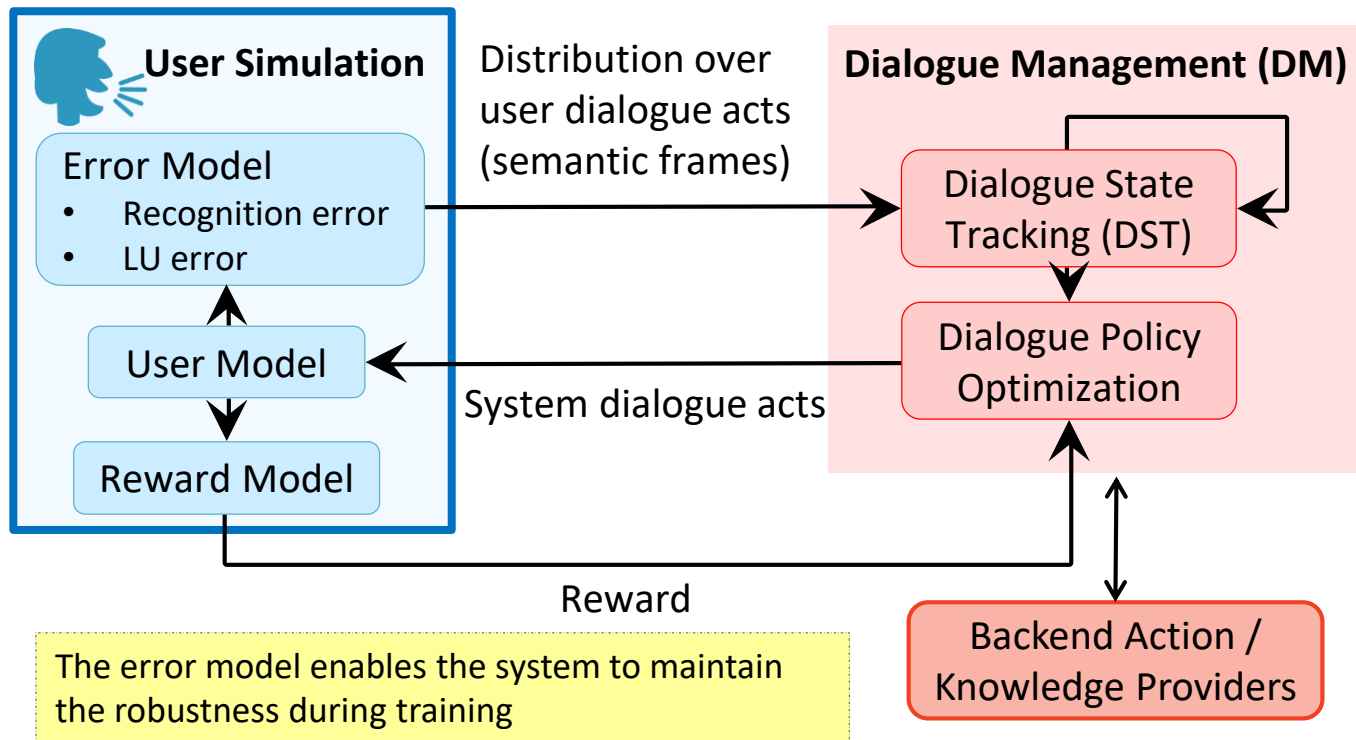 User Simulation
Error Model
• Recognition error
• LU error
User Model
Reward Model
Distribution over
user dialogue acts
(semantic frames)
System dialogue acts
Reward
Dialogue Management (DM)
Dialogue State
Tracking (DST)
Dialogue Policy
Optimization
Backend Action /
Knowledge Providers
The error model enables the system to maintain
the robustness during training